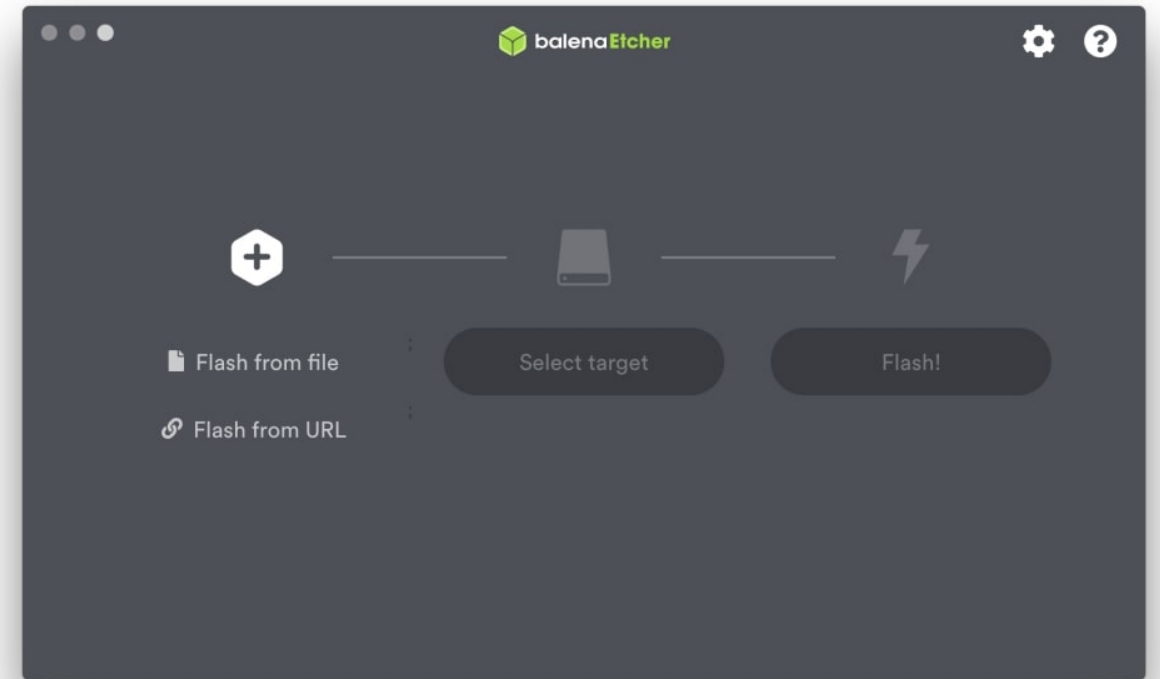 balenaEtcher
Flash from file
Select target
Flash!
Flash from URL